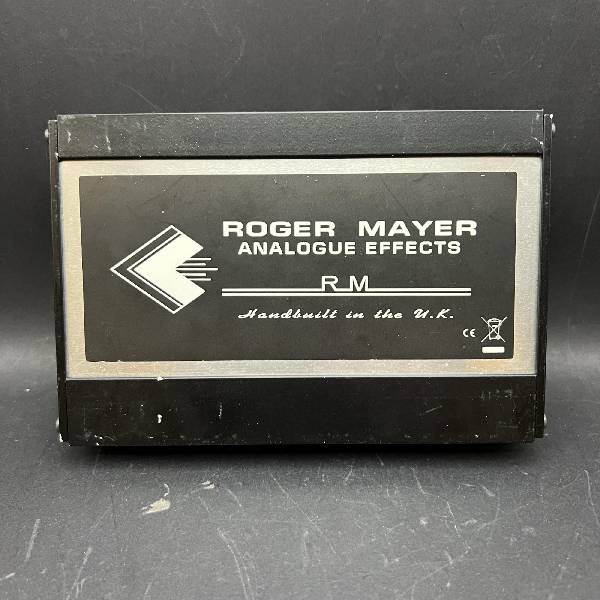 ROGER MAYER
ANALOGUE EFFECTS
RM
Handbuilt in the U.K.
CE